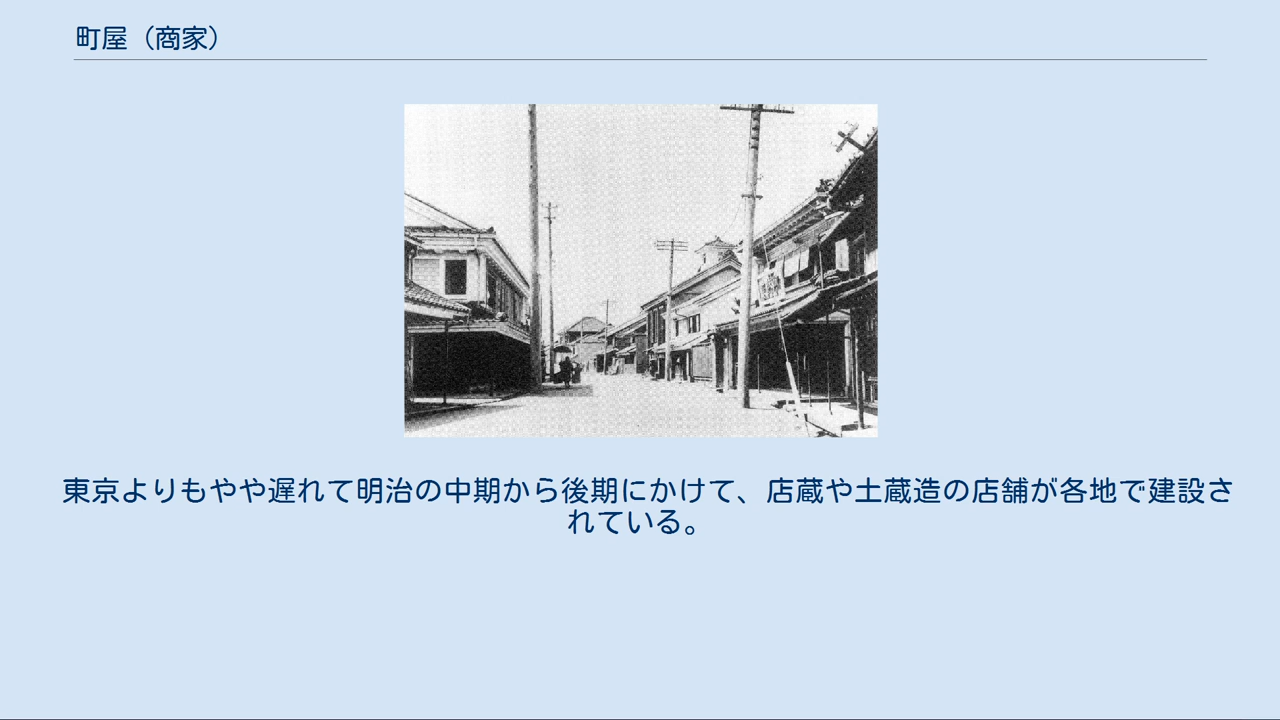 町屋（商家）
東京よりもやや遅れて明治の中期から後期にかけて、店蔵や土蔵造の店舗が各地で建設さ
れている。